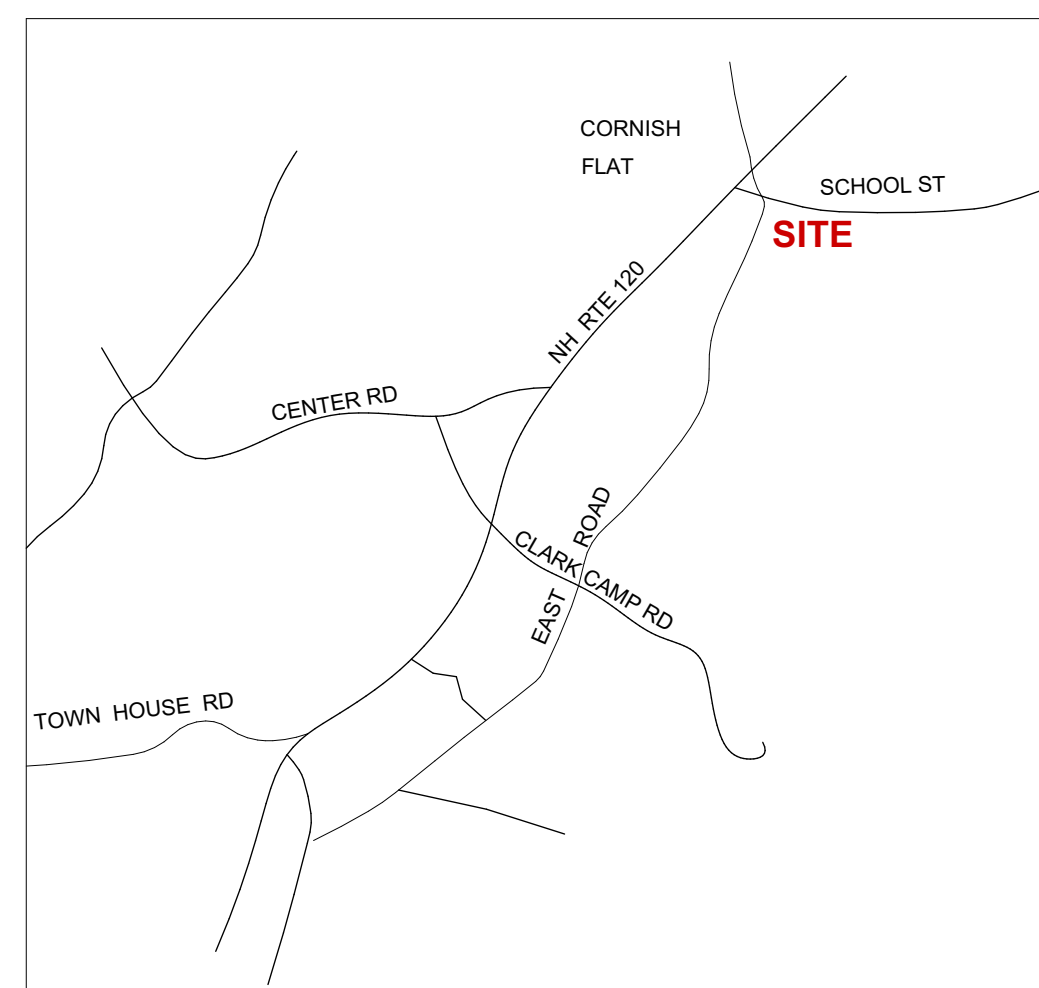 CORNISH
FLAT
SCHOOL ST
SITE
NH RTE 120
CENTER RD
EAST ROAD
CLARK CAMP RD
TOWN HOUSE RD